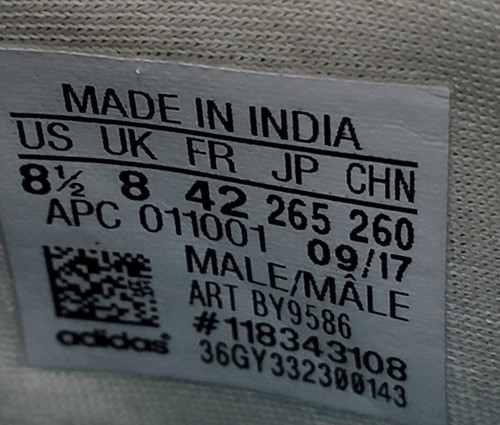 MADE IN INDIA
US UK FR JP CHN
8½ 8 42 265 260
APC 011001 09/17
MALE/MÂLE
ART BY9586
#118343108
36GY332300143
adidas®